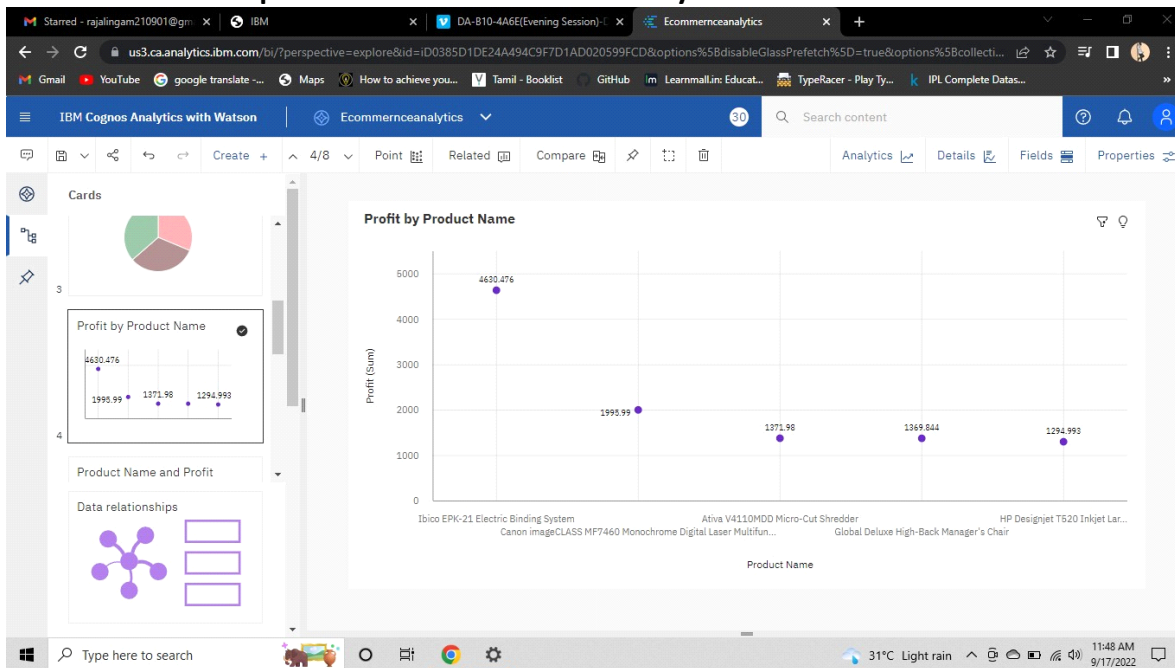 Starred - rajalingam210901@gm
IBM
DA-B10-4A6E(Evening Session)-
Ecommernceanalytics
us3.ca.analytics.ibm.com/bi/?perspective=explore&id=iD0385D1DE24A494C9F7D1AD020599FCD&options%5BdisableGlassPrefetch%5D=true&options%5Bcollecti...
Gmail
YouTube
google translate -...
Maps
How to achieve you...
Tamil - Booklist
GitHub
Learnmall.in: Educat...
TypeRacer - Play Ty...
IPL Complete Datas...
»
IBM Cognos Analytics with Watson
Ecommernceanalytics
30
Search content
Create +
4/8
Point
Related
Compare
Analytics
Details
Fields
Properties
Cards
3
Profit by Product Name
4630.476
1995.99
1371.98
1294.993
4
Product Name and Profit
Data relationships
Profit by Product Name
Profit (Sum)
5000
4000
3000
2000
1000
0
4630.476
1995.99
1371.98
1369.844
1294.993
Ibico EPK-21 Electric Binding System
Canon imageCLASS MF7460 Monochrome Digital Laser Multifun...
Ativa V4110MDD Micro-Cut Shredder
Global Deluxe High-Back Manager's Chair
HP Designjet T520 Inkjet Lar...
Product Name
Type here to search
31°C Light rain
11:48 AM
9/17/2022